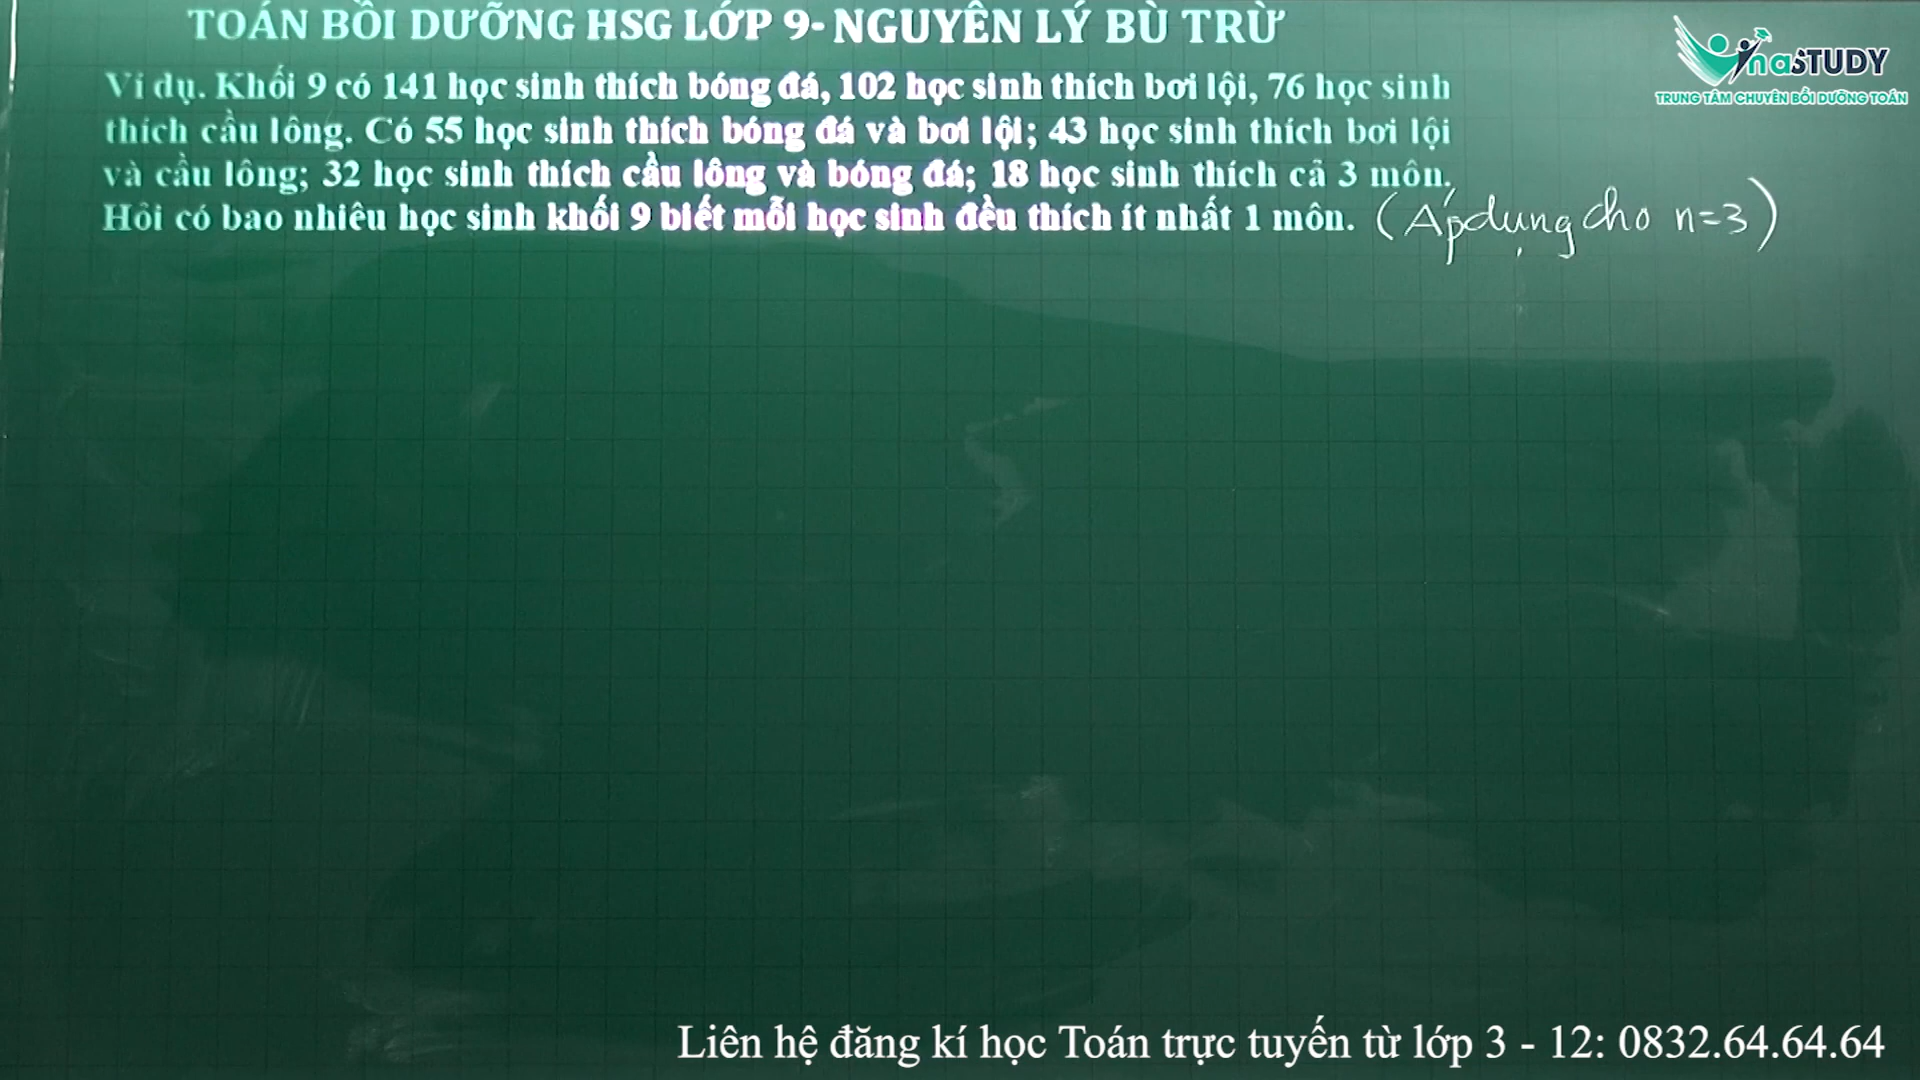 TOÁN BỒI DƯỠNG HSG LỚP 9- NGUYÊN LÝ BÙ TRỪ
Ví dụ. Khối 9 có 141 học sinh thích bóng đá, 102 học sinh thích bơi lội, 76 học sinh
thích cầu lông. Có 55 học sinh thích bóng đá và bơi lội; 43 học sinh thích bơi lội
và cầu lông; 32 học sinh thích cầu lông và bóng đá; 18 học sinh thích cả 3 môn.
Hỏi có bao nhiêu học sinh khối 9 biết mỗi học sinh đều thích ít nhất 1 môn. (Áp dụng cho n=3)
VinaSTUDY
TRUNG TÂM CHUYÊN BỒI DƯỠNG TOÁN
Liên hệ đăng kí học Toán trực tuyến từ lớp 3 - 12: 0832.64.64.64